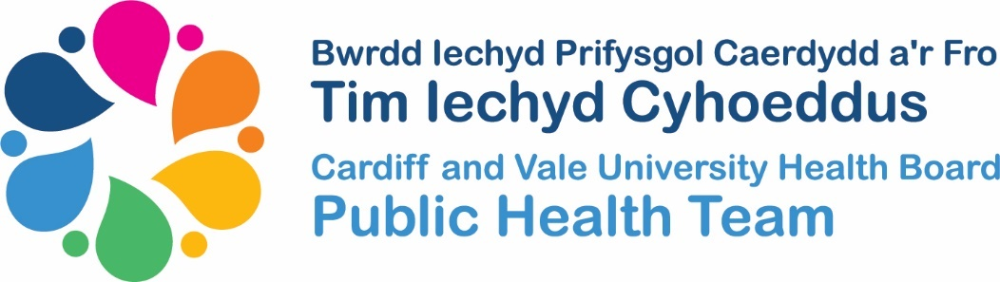 Bwrdd Iechyd Prifysgol Caerdydd a'r Fro
Tim Iechyd Cyhoeddus
Cardiff and Vale University Health Board
Public Health Team